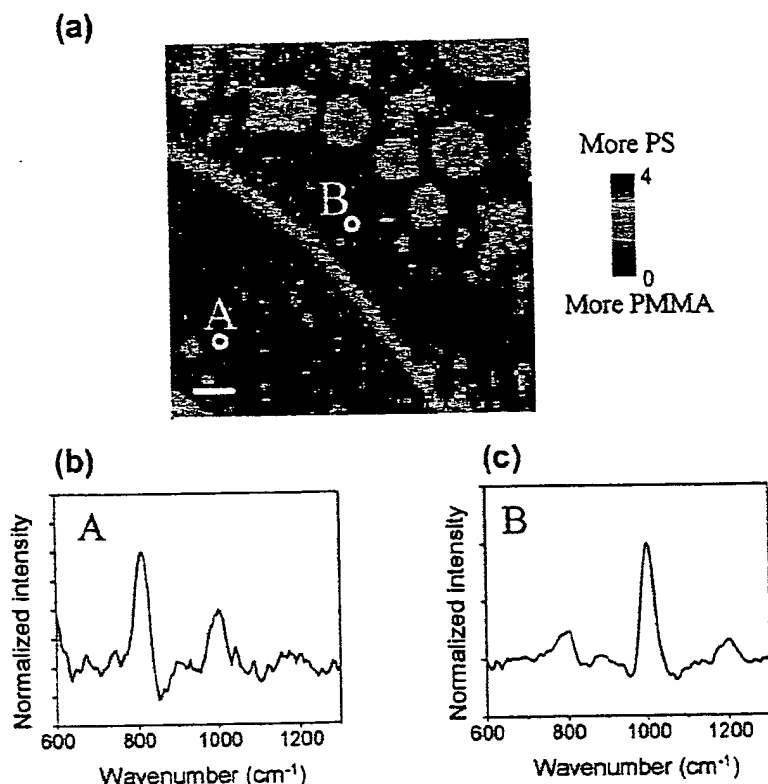 (a)
B
A
More PS
4
0
More PMMA
(b)
A
Normalized intensity
600 800 1000 1200
Wavenumber (cm⁻¹)
(c)
B
Normalized intensity
600 800 1000 1200
Wavenumber (cm⁻¹)